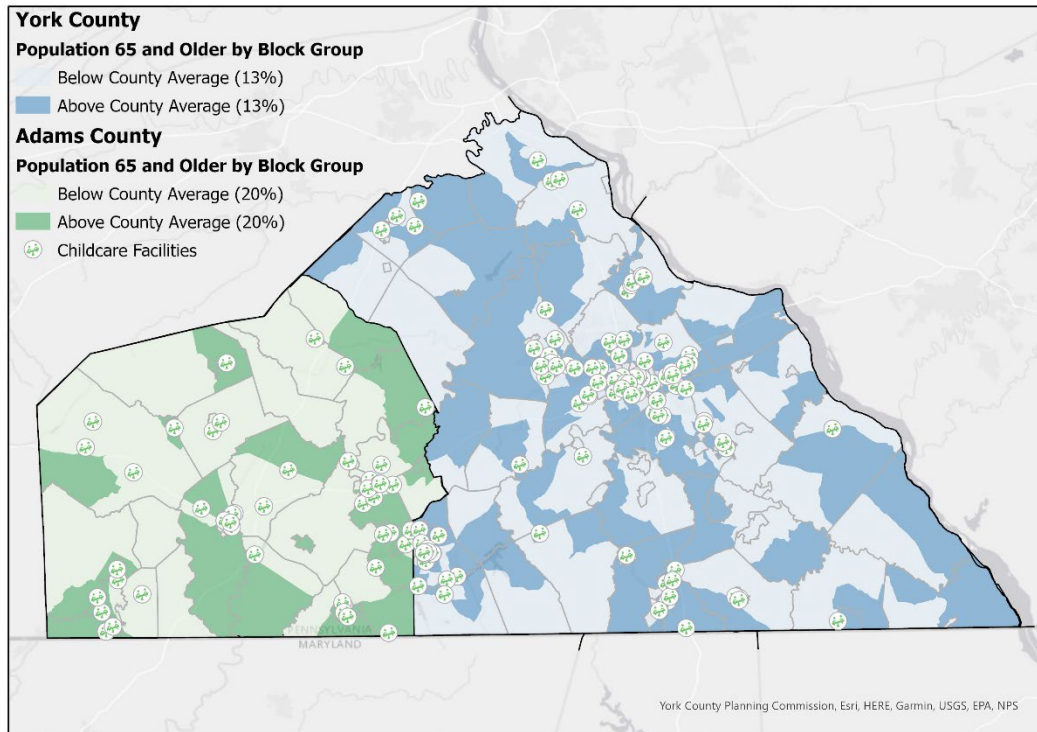 York County
Population 65 and Older by Block Group
Below County Average (13%)
Above County Average (13%)
Adams County
Population 65 and Older by Block Group
Below County Average (20%)
Above County Average (20%)
Childcare Facilities
PENNSYLVANIA
MARYLAND
York County Planning Commission, Esri, HERE, Garmin, USGS, EPA, NPS